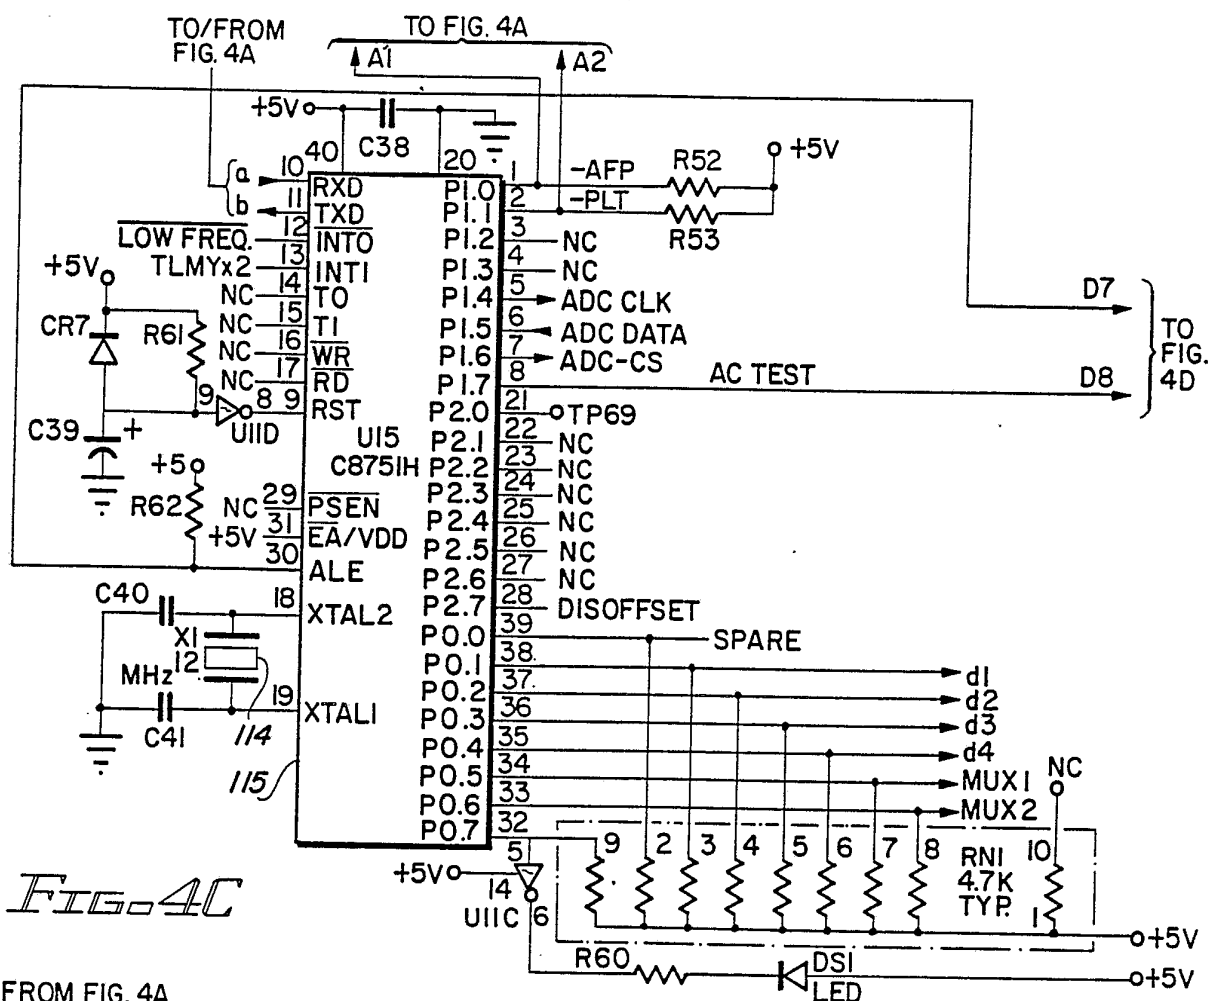 TO/FROM
FIG. 4A
TO FIG. 4A
A1
A2
+5V
C38
40
20
a
b
10
RXD
11
TXD
12
LOW FREQ.
INTO
13
TLMYx2
INT1
14
NC
TO
15
NC
T1
16
NC
WR
17
NC
RD
+5V
CR7
R61
C39
+
9
8
9
RST
U11D
U15
C8751H
+5
R62
29
NC
PSEN
31
+5V
EA/VDD
30
ALE
C40
18
XTAL2
X1
12
MHz
19
XTAL1
C41
114
115
1
P1.0
-AFP
R52
+5V
2
P1.1
-PLT
R53
3
P1.2
NC
4
P1.3
NC
5
P1.4
ADC CLK
6
P1.5
ADC DATA
7
P1.6
ADC-CS
8
P1.7
AC TEST
D7
D8
TO
FIG.
4D
21
P2.0
TP69
22
P2.1
NC
23
P2.2
NC
24
P2.3
NC
25
P2.4
NC
26
P2.5
NC
27
P2.6
NC
28
P2.7
DISOFFSET
39
P0.0
SPARE
38
P0.1
d1
37
P0.2
d2
36
P0.3
d3
35
P0.4
d4
34
P0.5
MUX1
33
P0.6
MUX2
32
P0.7
NC
5
+5V
14
U11C
6
9
2
3
4
5
6
7
8
RN1
4.7K
TYP.
10
1
+5V
R60
DS1
LED
+5V
FIG. 4C
FROM FIG. 4A